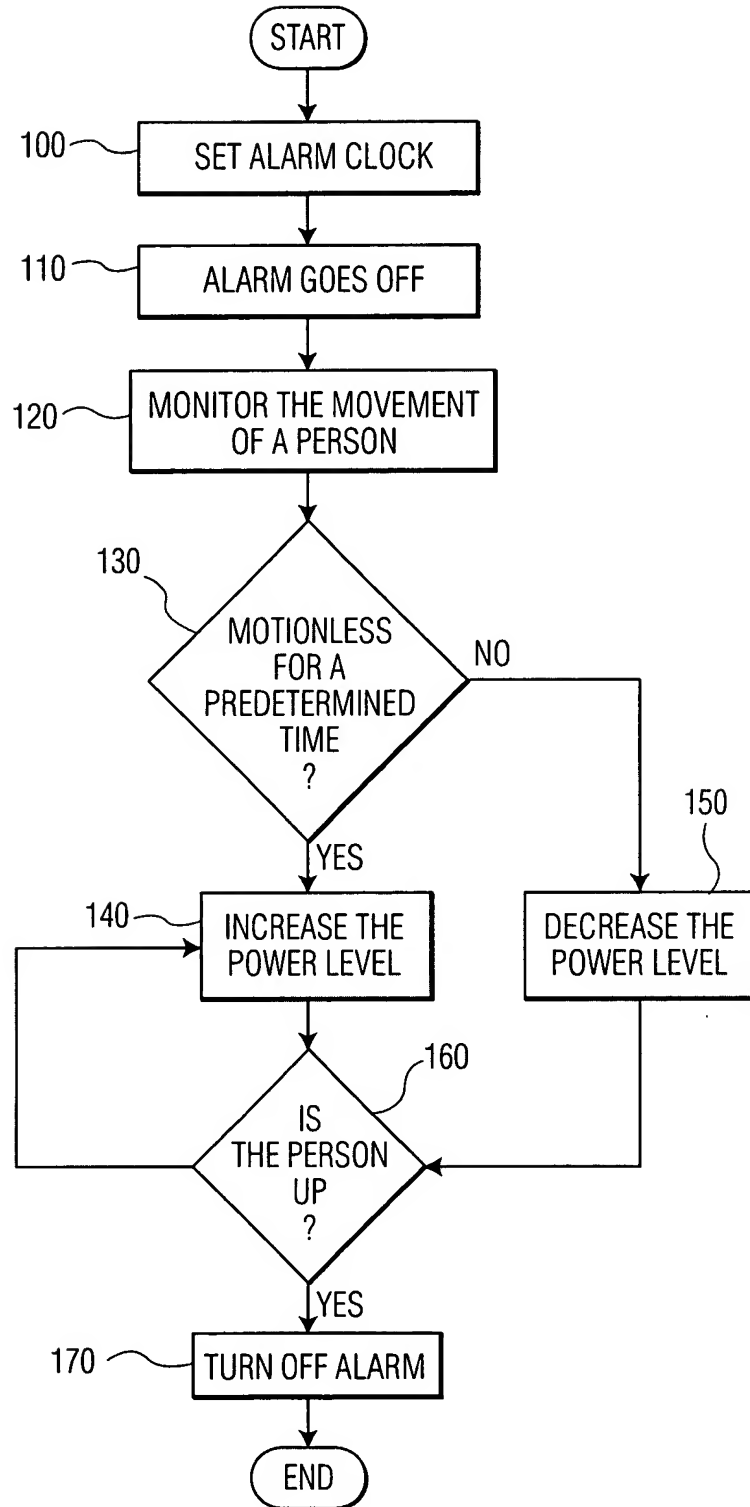 START
100
SET ALARM CLOCK
110
ALARM GOES OFF
120
MONITOR THE MOVEMENT
OF A PERSON
130
MOTIONLESS
FOR A
PREDETERMINED
TIME
?
NO
YES
140
INCREASE THE
POWER LEVEL
150
DECREASE THE
POWER LEVEL
160
IS
THE PERSON
UP
?
YES
170
TURN OFF ALARM
END